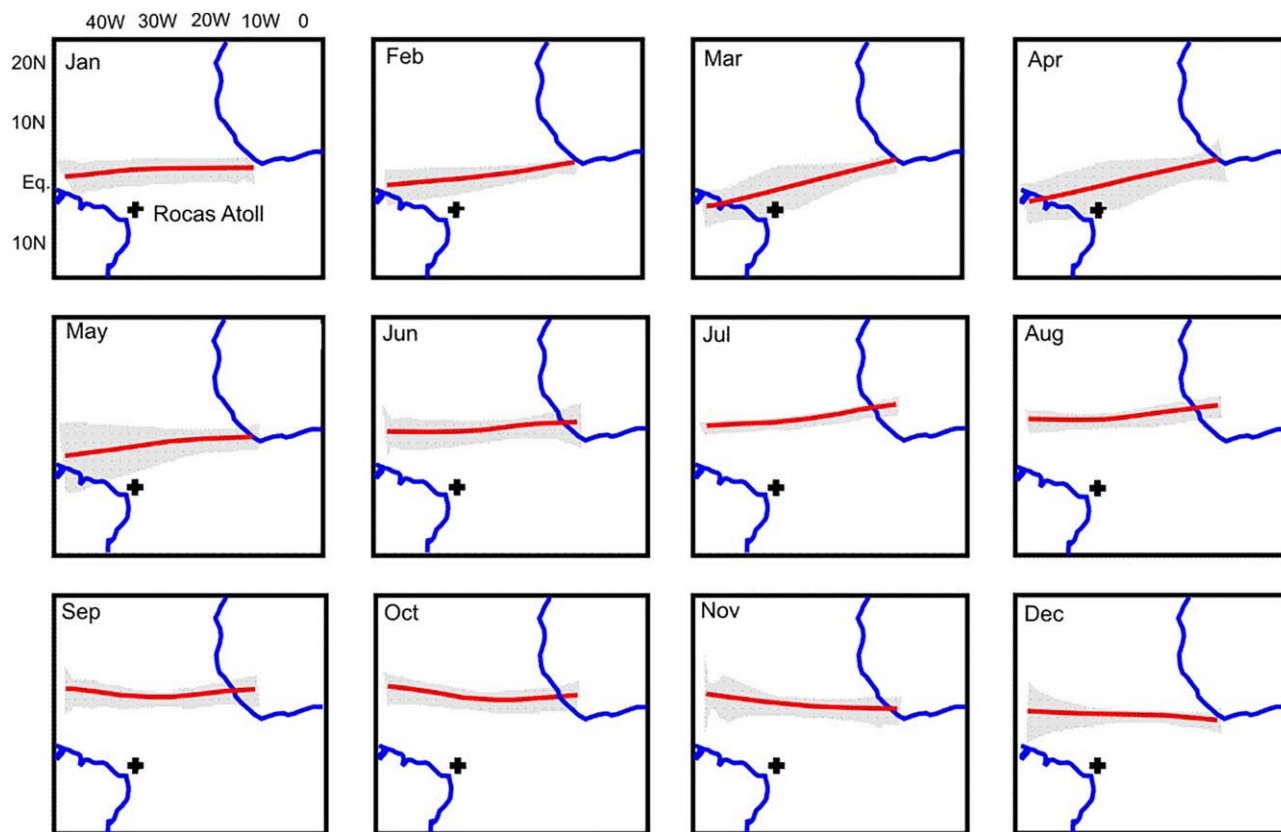 40W 30W 20W 10W 0
20N
Jan
Feb
Mar
Apr
10N
Eq.
Rocas Atoll
10N
May
Jun
Jul
Aug
Sep
Oct
Nov
Dec